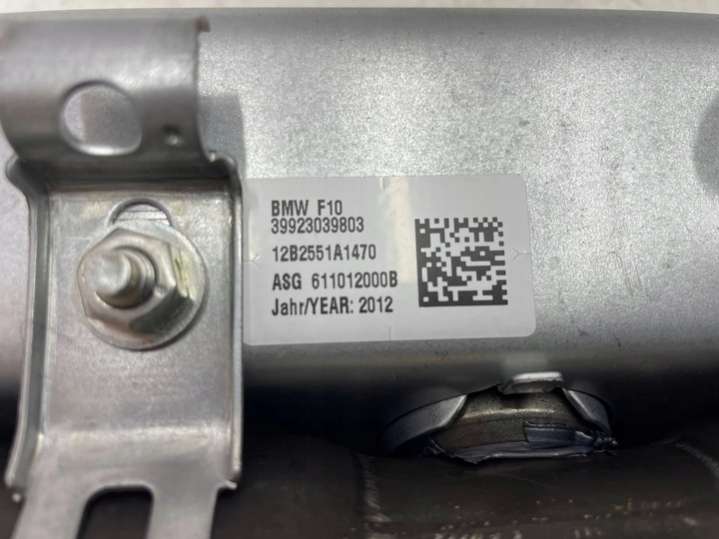 BMW F10
39923039803
12B2551A1470
ASG 611012000B
Jahr/YEAR: 2012